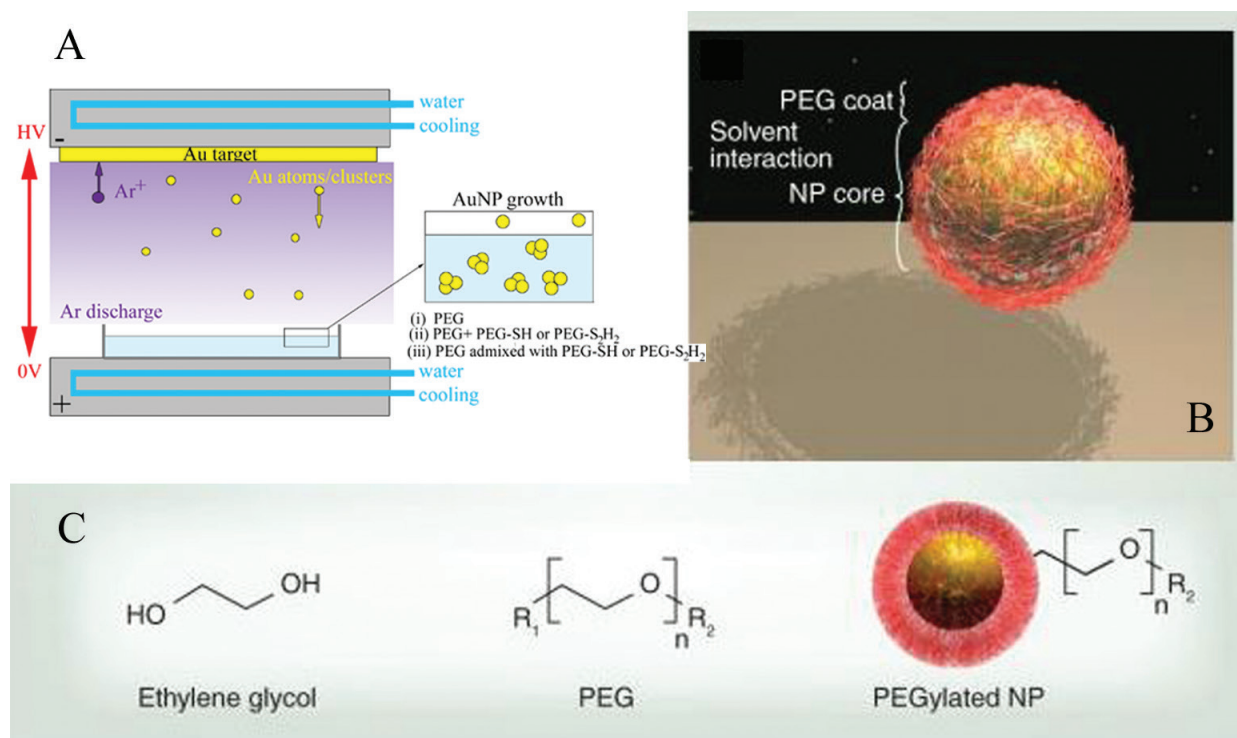 A
water
cooling
HV
-
Au target
Ar⁺
Au atoms/clusters
AuNP growth
Ar discharge
(i) PEG
(ii) PEG+ PEG-SH or PEG-S₂H₂
(iii) PEG admixed with PEG-SH or PEG-S₂H₂
0V
water
+
cooling
PEG coat
Solvent
interaction
NP core
B
C
HO
OH
R₁
O
n
R₂
O
n
R₂
Ethylene glycol
PEG
PEGylated NP